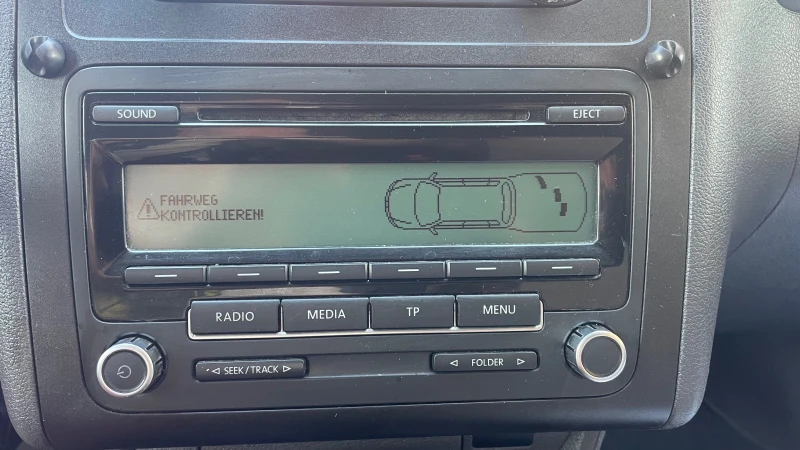 SOUND
EJECT
FAHRWEG
KONTROLLIEREN!
RADIO
MEDIA
TP
MENU
SEEK/TRACK
FOLDER